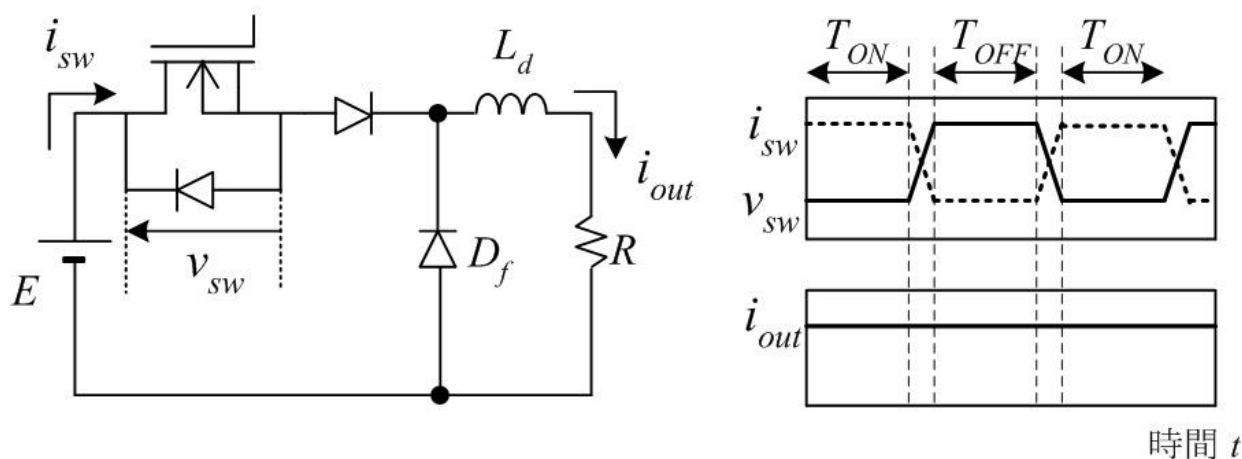 i_sw
L_d
i_out
v_sw
E
D_f
R
T_ON
T_OFF
T_ON
i_sw
v_sw
i_out
時間 t